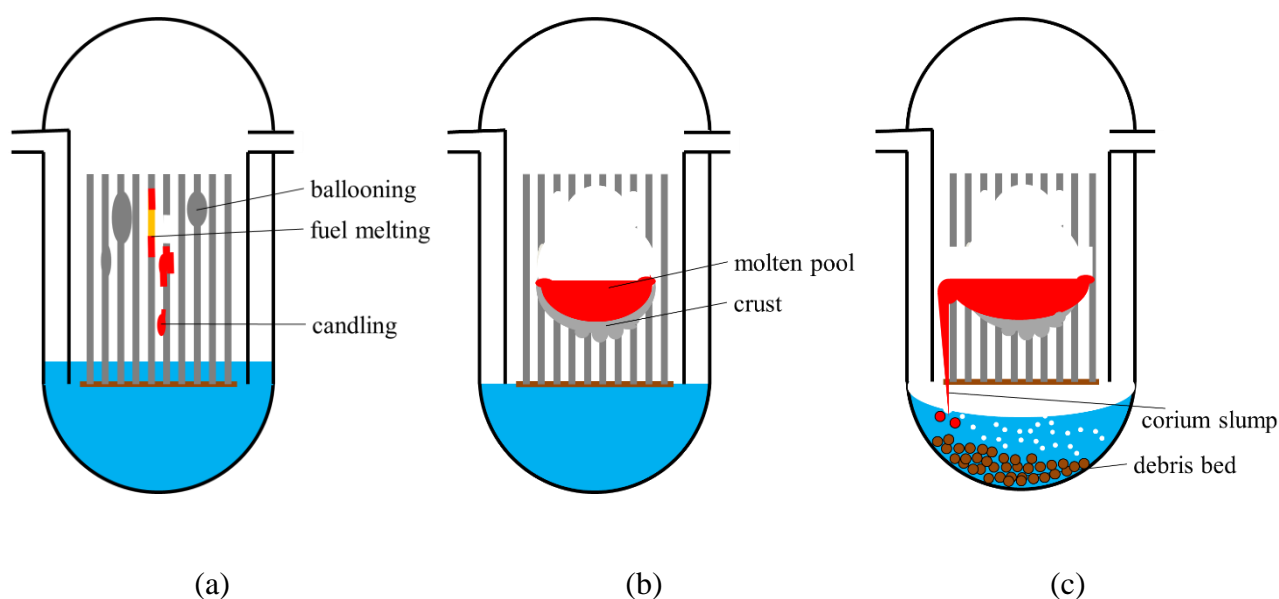 ballooning
fuel melting
candling
molten pool
crust
corium slump
debris bed
(a)
(b)
(c)